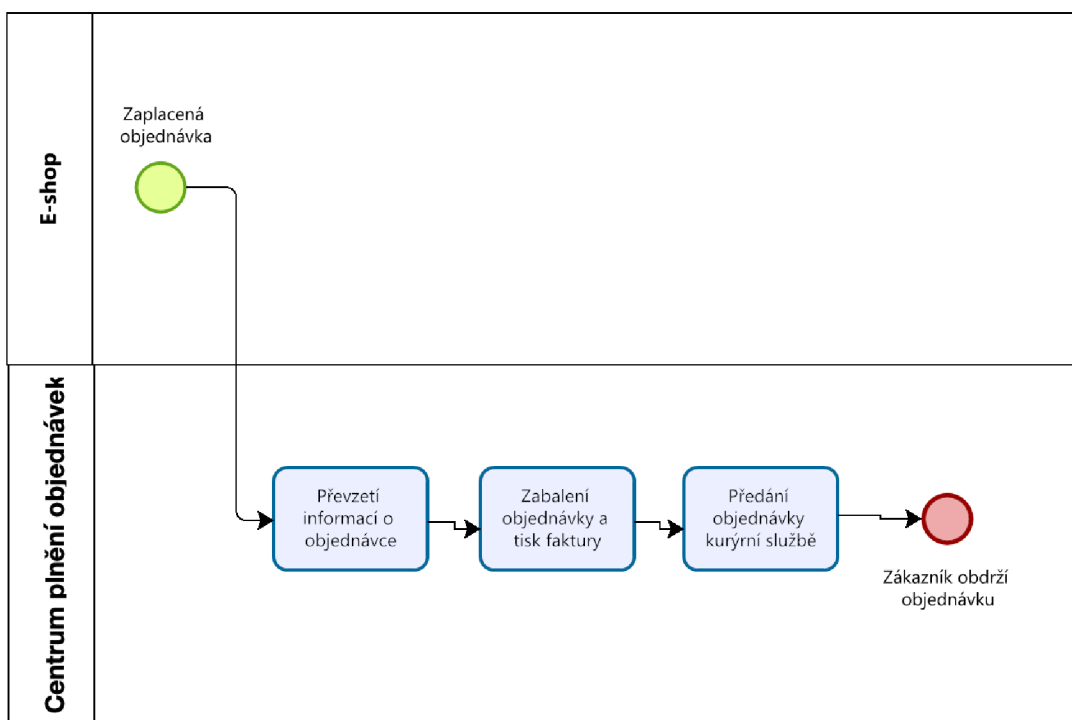 E-shop
Zaplacená
objednávka
Centrum plnění objednávek
Převzetí
informací o
objednávce
Zabalení
objednávky a
tisk faktury
Předání
objednávky
kurýrní službě
Zákazník obdrží
objednávku